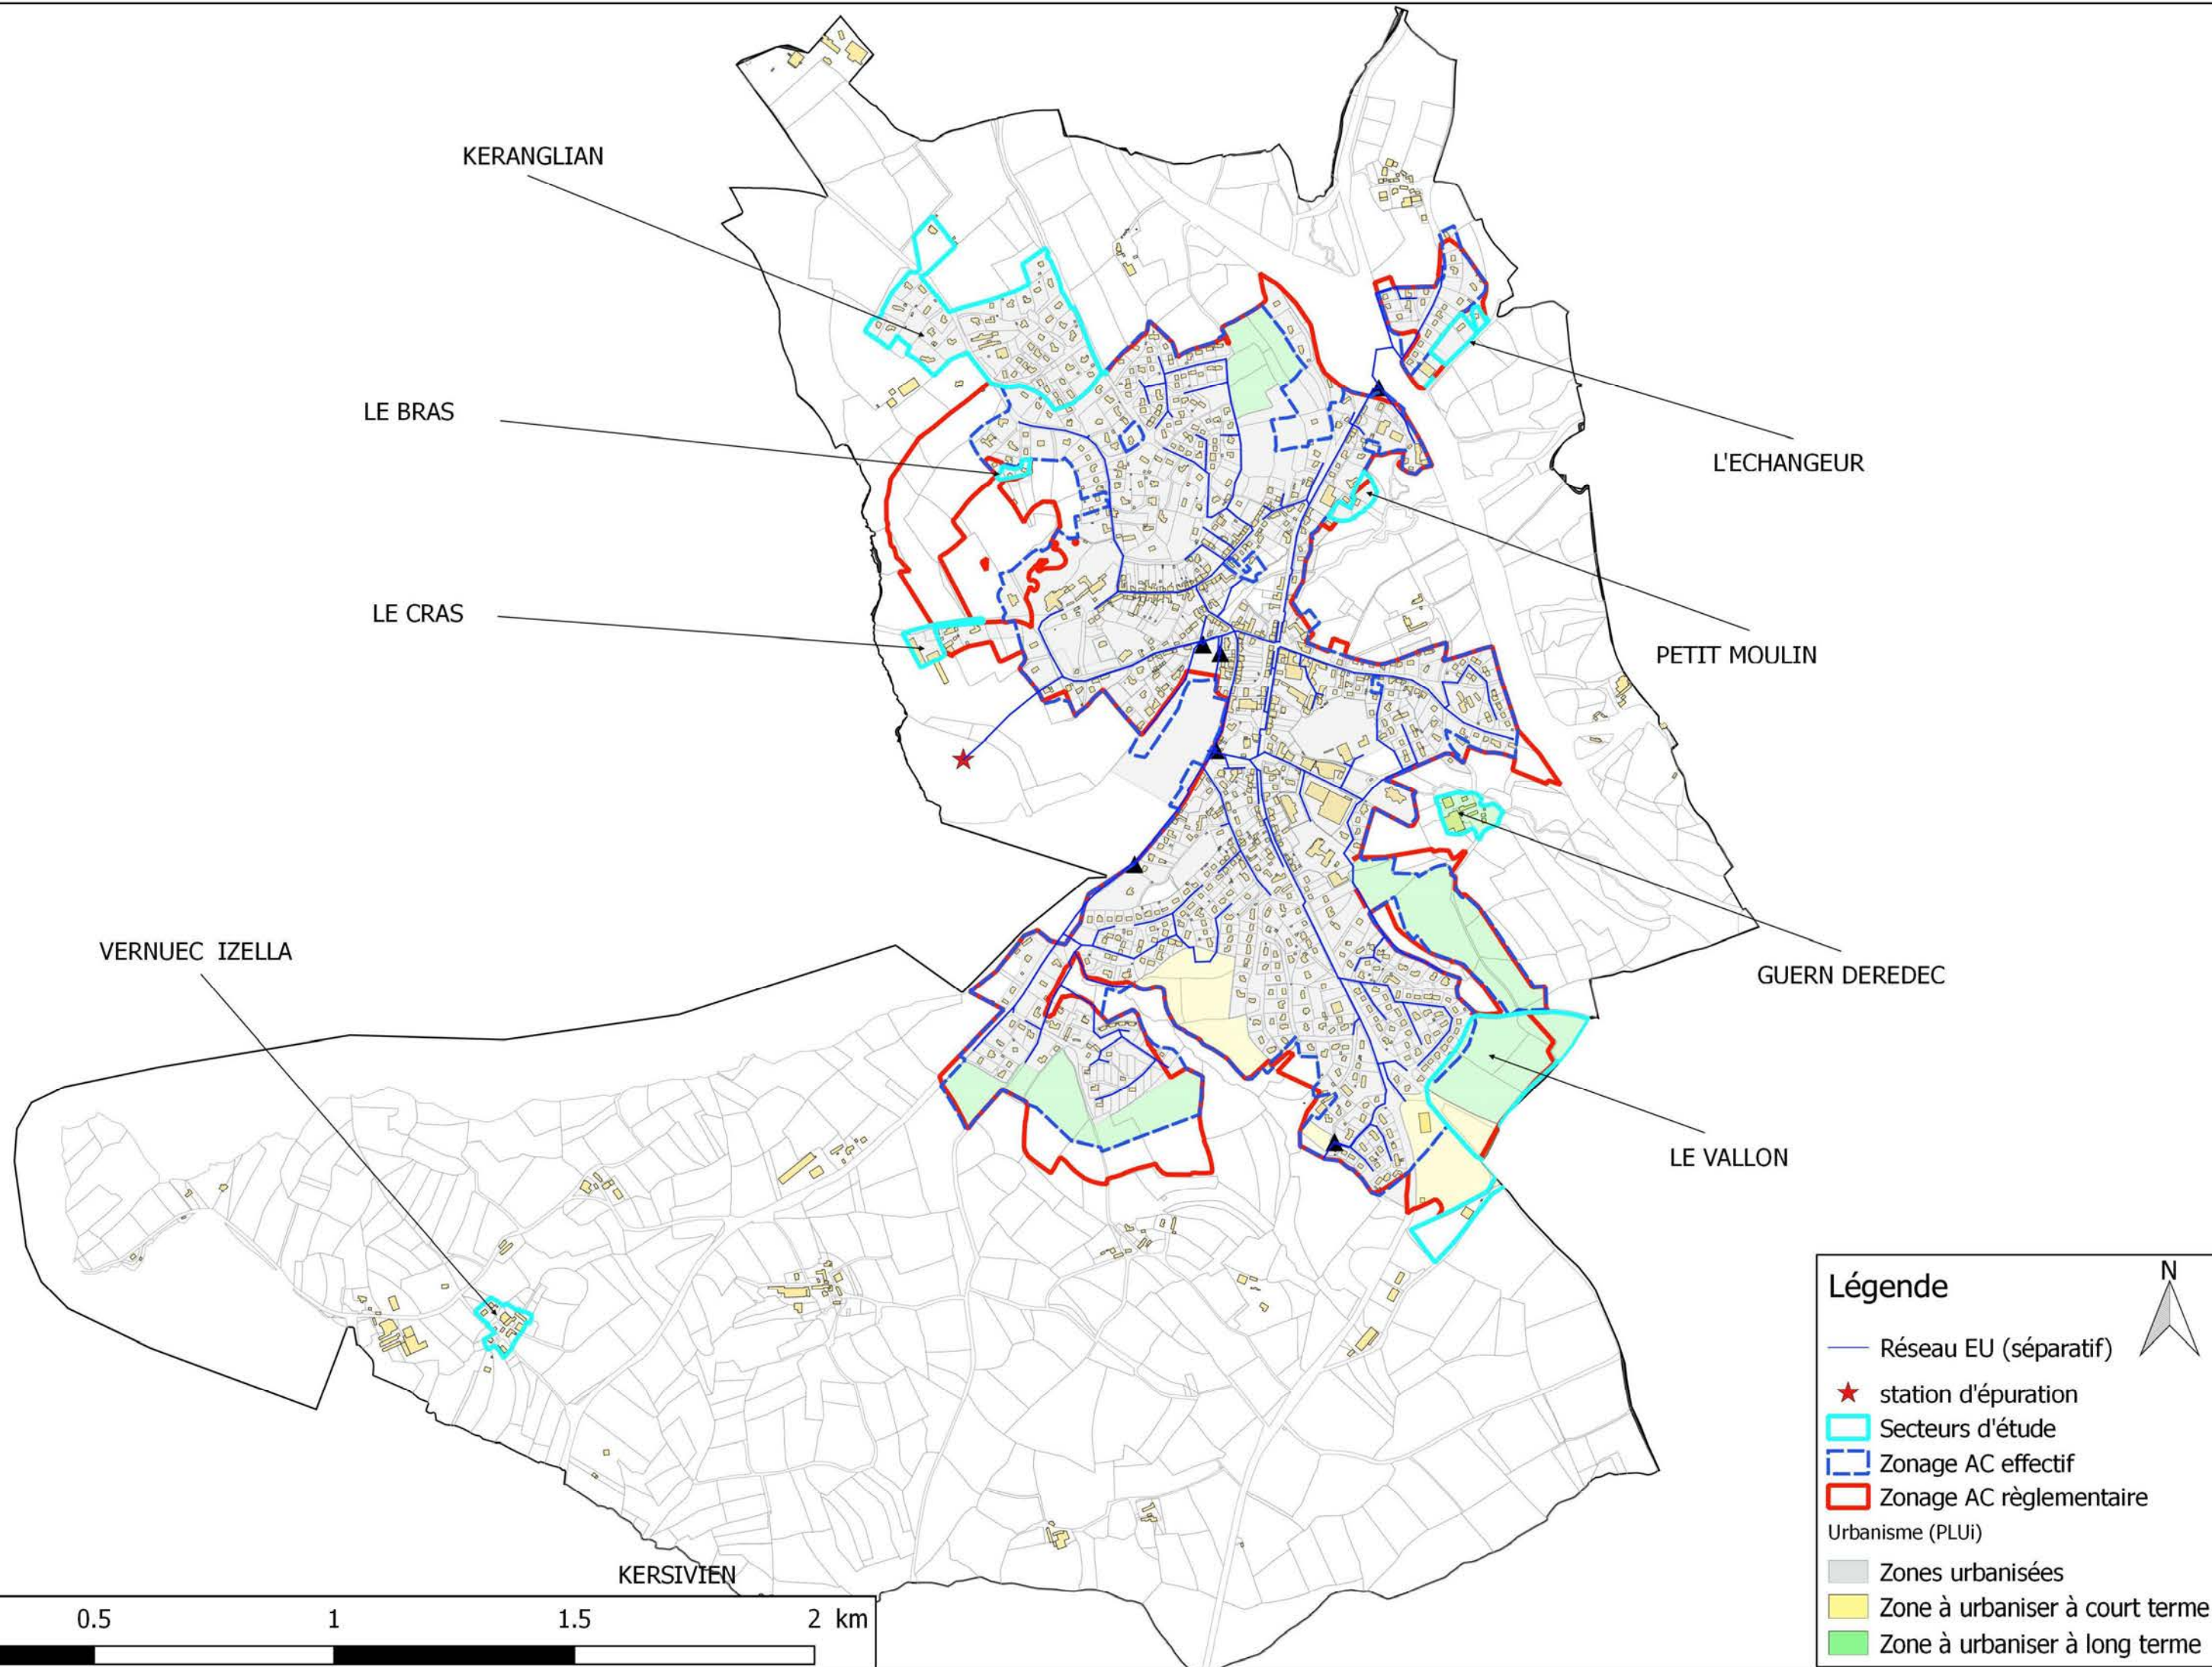 KERANGLIAN
LE BRAS
L'ECHANGEUR
LE CRAS
PETIT MOULIN
VERNUEC IZELLA
GUERN DEREDEC
LE VALLON
KERSIVIEN
0.5 1 1.5 2 km
Légende
N
Réseau EU (séparatif)
station d'épuration
Secteurs d'étude
Zonage AC effectif
Zonage AC règlementaire
Urbanisme (PLUi)
Zones urbanisées
Zone à urbaniser à court terme
Zone à urbaniser à long terme